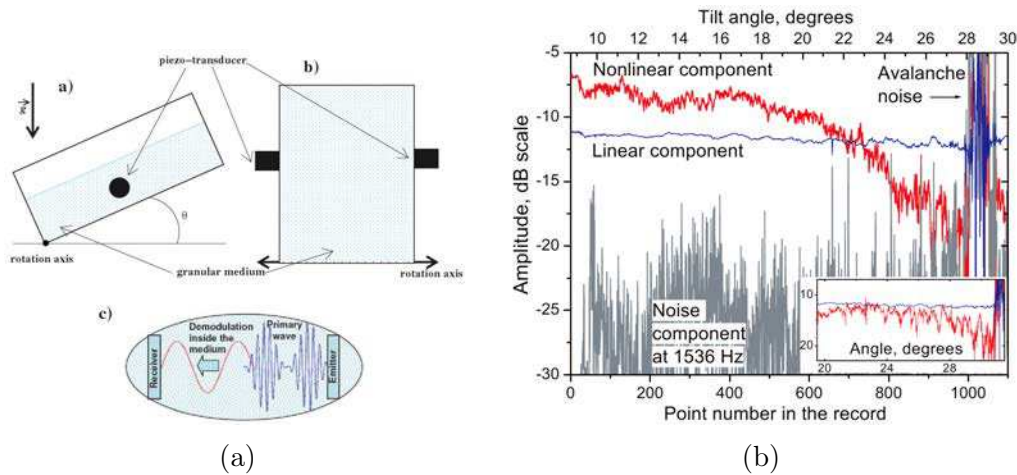 piezo-transducer
a)
b)
θ
rotation axis
granular medium
rotation axis
c)
Demodulation
inside the
medium
Primary
wave
Receiver
Emitter
(a)
Tilt angle, degrees
10 12 14 16 18 20 22 24 26 28 30
-5
-10
-15
-20
-25
-30
Amplitude, dB scale
Nonlinear component
Avalanche
noise
Linear component
Noise
component
at 1536 Hz
10
20
Angle, degrees
20 24 28
0 200 400 600 800 1000
Point number in the record
(b)